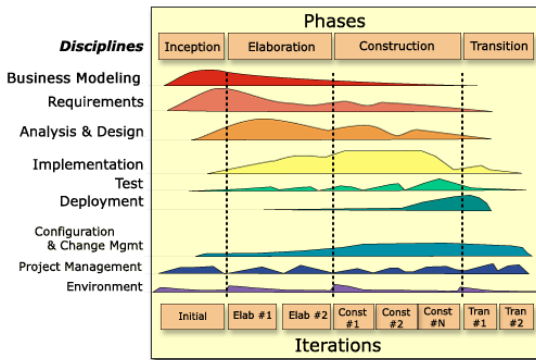 Phases
Disciplines
Inception Elaboration Construction Transition
Business Modeling
Requirements
Analysis & Design
Implementation
Test
Deployment
Configuration
& Change Mgmt
Project Management
Environment
Initial Elab #1 Elab #2 Const #1 Const #2 Const #N Tran #1 Tran #2
Iterations